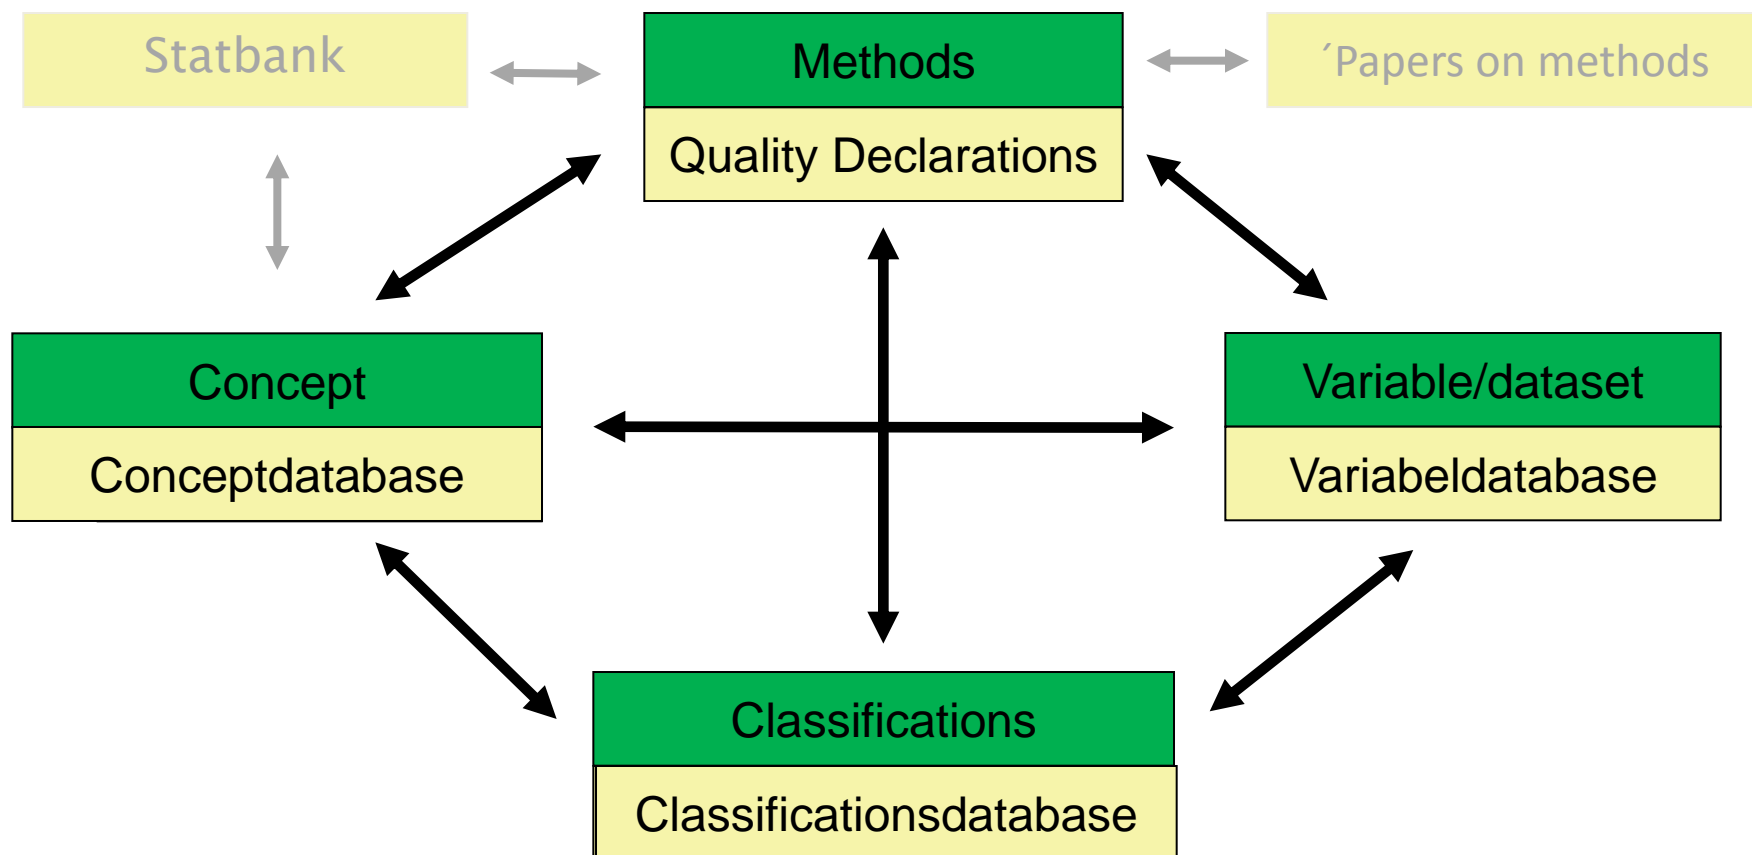 Statbank
Methods
´Papers on methods
Quality Declarations
Concept
Variable/dataset
Conceptdatabase
Variabeldatabase
Classifications
Classificationsdatabase